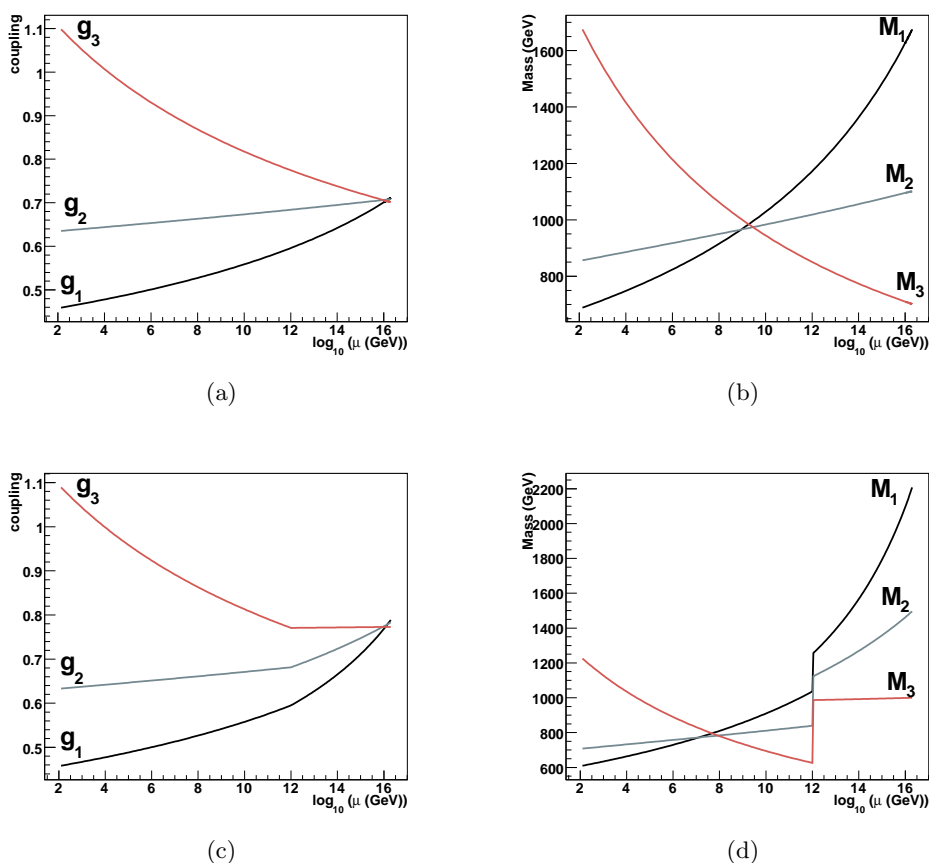 coupling
1.1
1
0.9
0.8
0.7
0.6
0.5
g3
g2
g1
2 4 6 8 10 12 14 16
log10 (μ (GeV))
(a)
Mass (GeV)
1600
1400
1200
1000
800
M1
M2
M3
2 4 6 8 10 12 14 16
log10 (μ (GeV))
(b)
coupling
1.1
1
0.9
0.8
0.7
0.6
0.5
g3
g2
g1
2 4 6 8 10 12 14 16
log10 (μ (GeV))
(c)
Mass (GeV)
2200
2000
1800
1600
1400
1200
1000
800
600
M1
M2
M3
2 4 6 8 10 12 14 16
log10 (μ (GeV))
(d)